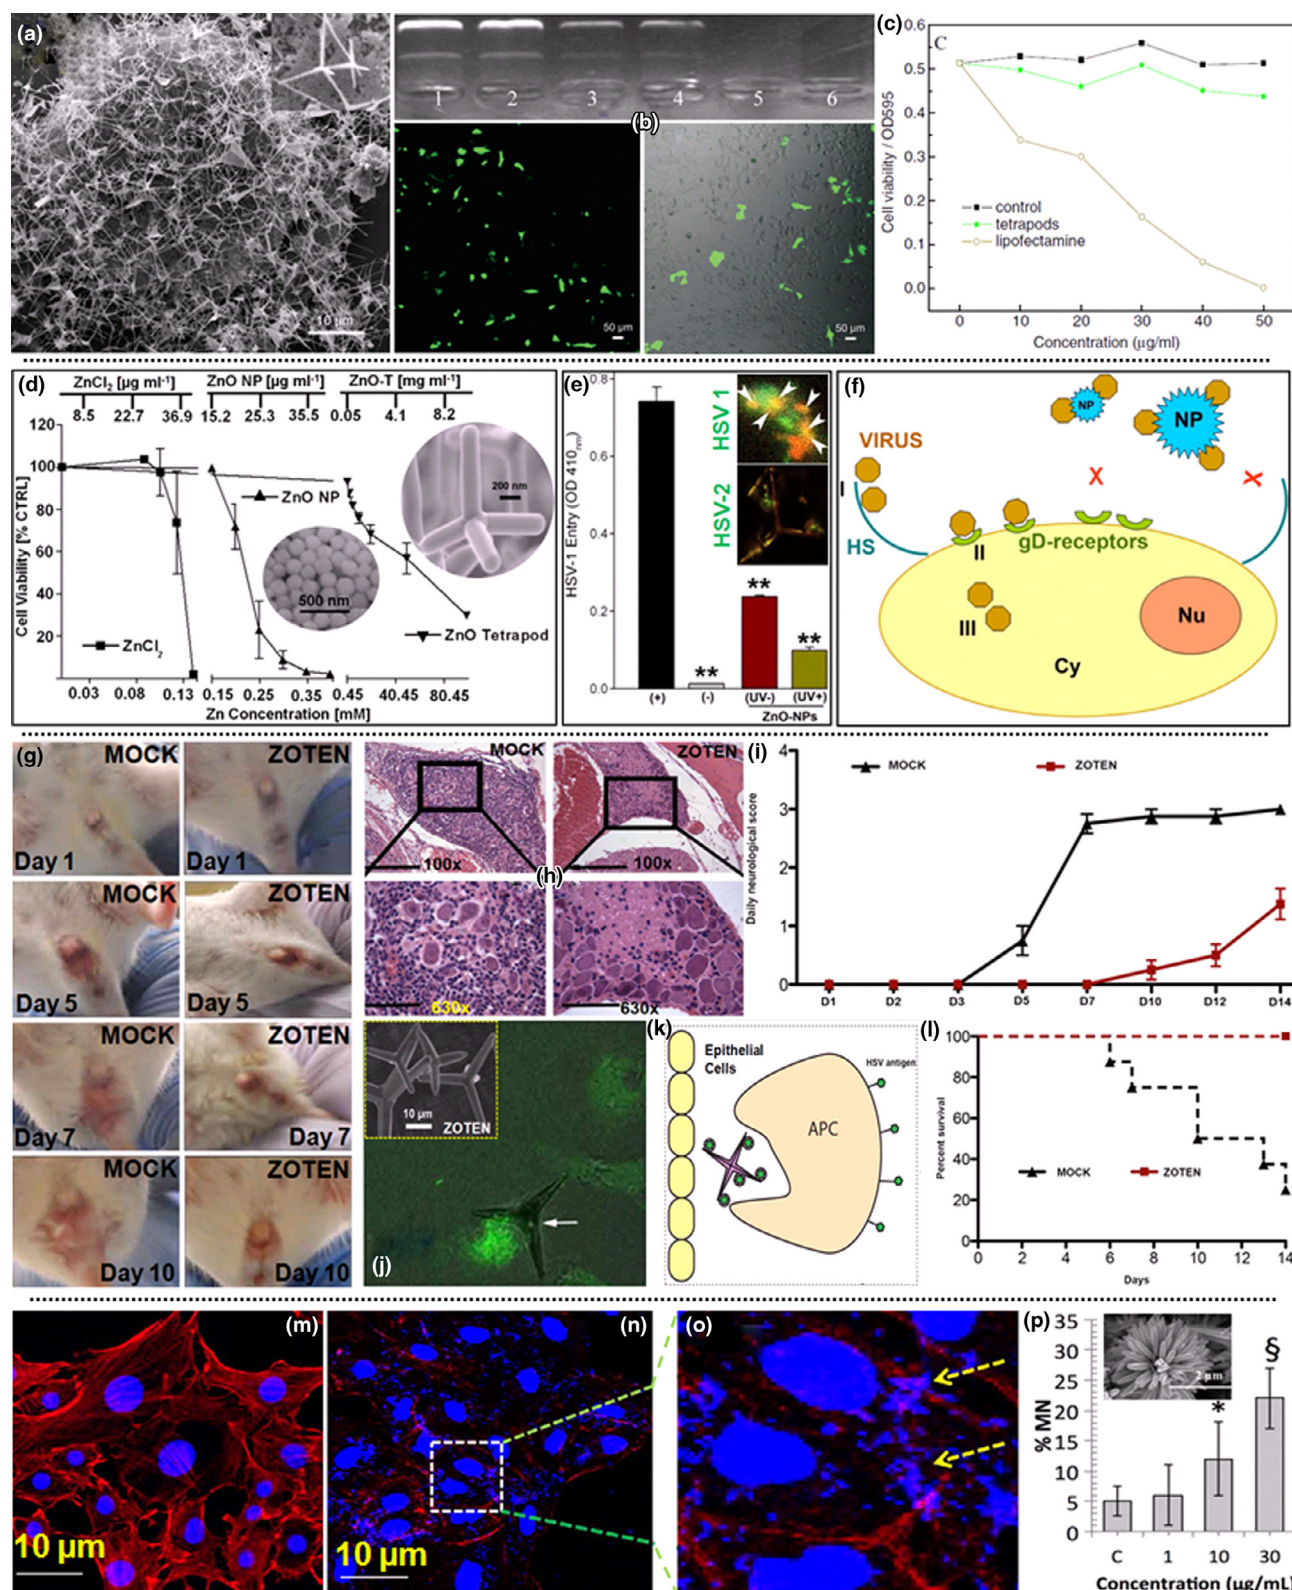 (a)
10 µm
1 2 3 4 5 6
(b)
50 µm
50 µm
(c)
C
Cell viability / OD595
0.5
0.4
0.3
0.2
0.1
0.0
control
tetrapods
lipofectamine
0 10 20 30 40 50
Concentration (µg/ml)
(d)
ZnCl2 [µg ml-1] ZnO NP [µg ml-1] ZnO-T [mg ml-1]
8.5 22.7 36.9 15.2 25.3 35.5 0.05 4.1 8.2
Cell Viability [% CTRL]
120
100
80
60
40
20
0
ZnO NP
200 nm
500 nm
ZnCl2
ZnO Tetrapod
0.03 0.08 0.13 0.15 0.25 0.35 0.45 40.45 80.45
Zn Concentration [mM]
(e)
HSV-1 Entry (OD 410nm)
0.8
0.6
0.4
0.2
0.0
HSV 1
HSV-2
**
**
**
(+) (-) (UV-) (UV+)
ZnO-NPs
(f)
NP
NP
VIRUS
I
X
X
HS
II
gD-receptors
III
Nu
Cy
(g)
MOCK ZOTEN
Day 1 Day 1
MOCK ZOTEN
Day 5 Day 5
MOCK ZOTEN
Day 7 Day 7
MOCK ZOTEN
Day 10 Day 10
MOCK ZOTEN
100x 100x
(h)
630x 630x
(i)
Daily neurological score
4
3
2
1
0
MOCK ZOTEN
D1 D2 D3 D5 D7 D10 D12 D14
10 µm
ZOTEN
(j)
(k)
Epithelial
Cells
HSV antigen
APC
(l)
Percent survival
100
80
60
40
20
0
MOCK ZOTEN
0 2 4 6 8 10 12 14
Days
(m)
10 µm
(n)
10 µm
(o)
(p)
% MN
35
30
25
20
15
10
5
0
2 µm
*
§
C 1 10 30
Concentration (µg/mL)